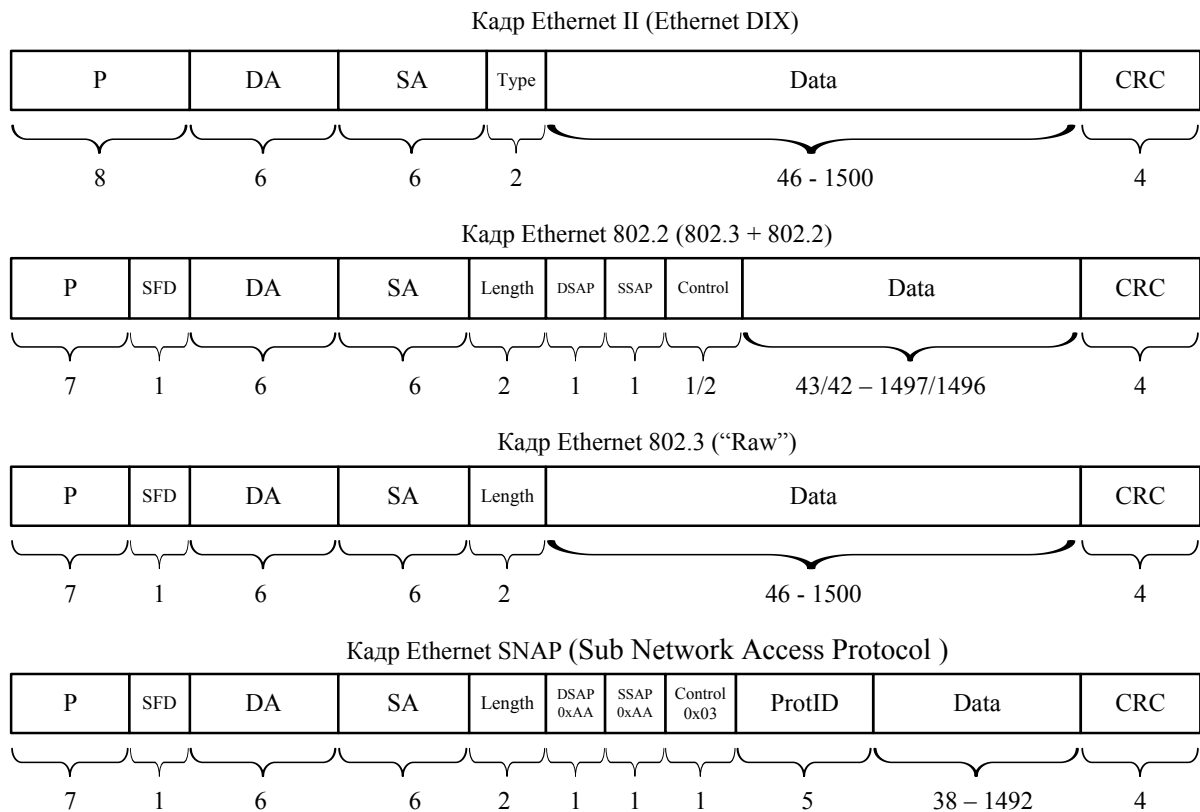 Кадр Ethernet II (Ethernet DIX)
P DA SA Type Data CRC
8 6 6 2 46 - 1500 4
Кадр Ethernet 802.2 (802.3 + 802.2)
P SFD DA SA Length DSAP SSAP Control Data CRC
7 1 6 6 2 1 1 1/2 43/42 – 1497/1496 4
Кадр Ethernet 802.3 (“Raw”)
P SFD DA SA Length Data CRC
7 1 6 6 2 46 - 1500 4
Кадр Ethernet SNAP (Sub Network Access Protocol )
P SFD DA SA Length DSAP 0xAA SSAP 0xAA Control 0x03 ProtID Data CRC
7 1 6 6 2 1 1 1 5 38 – 1492 4